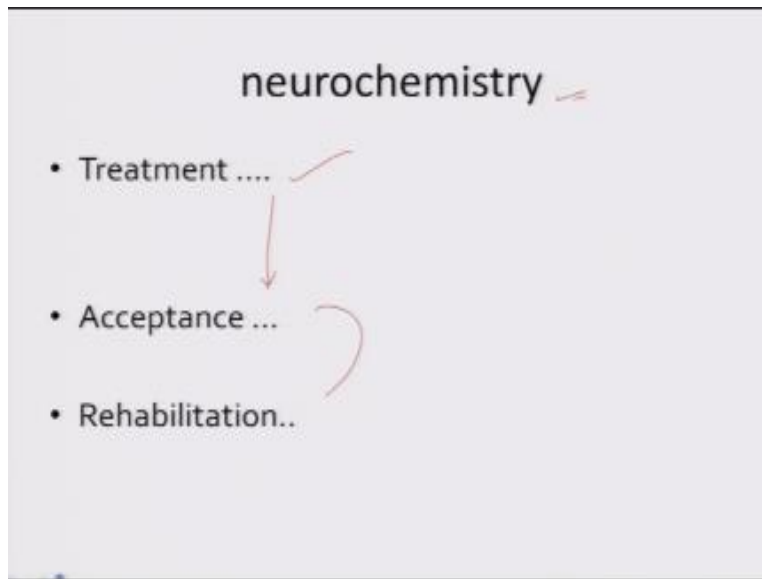 neurochemistry
• Treatment ....
• Acceptance ...
• Rehabilitation..